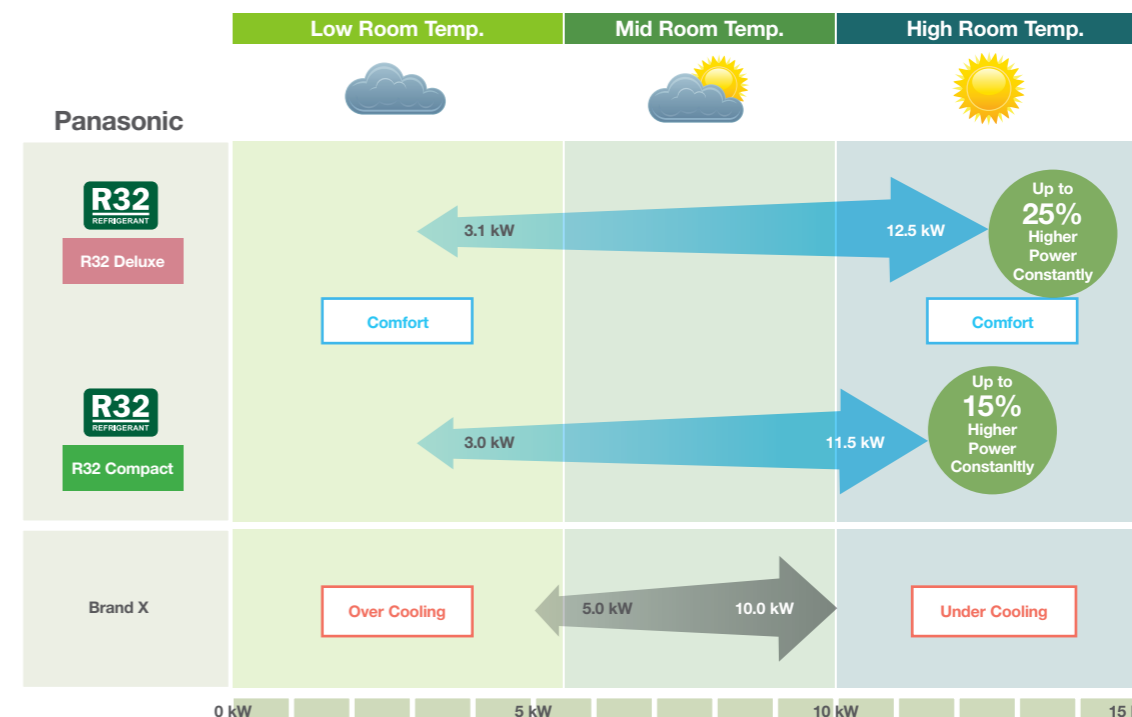 Low Room Temp. Mid Room Temp. High Room Temp.
Panasonic
R32
REFRIGERANT
R32 Deluxe
3.1 kW 12.5 kW
Up to
25%
Higher
Power
Constantly
Comfort Comfort
R32
REFRIGERANT
R32 Compact
3.0 kW 11.5 kW
Up to
15%
Higher
Power
Constanltly
Brand X
Over Cooling
5.0 kW 10.0 kW
Under Cooling
0 kW 5 kW 10 kW 15